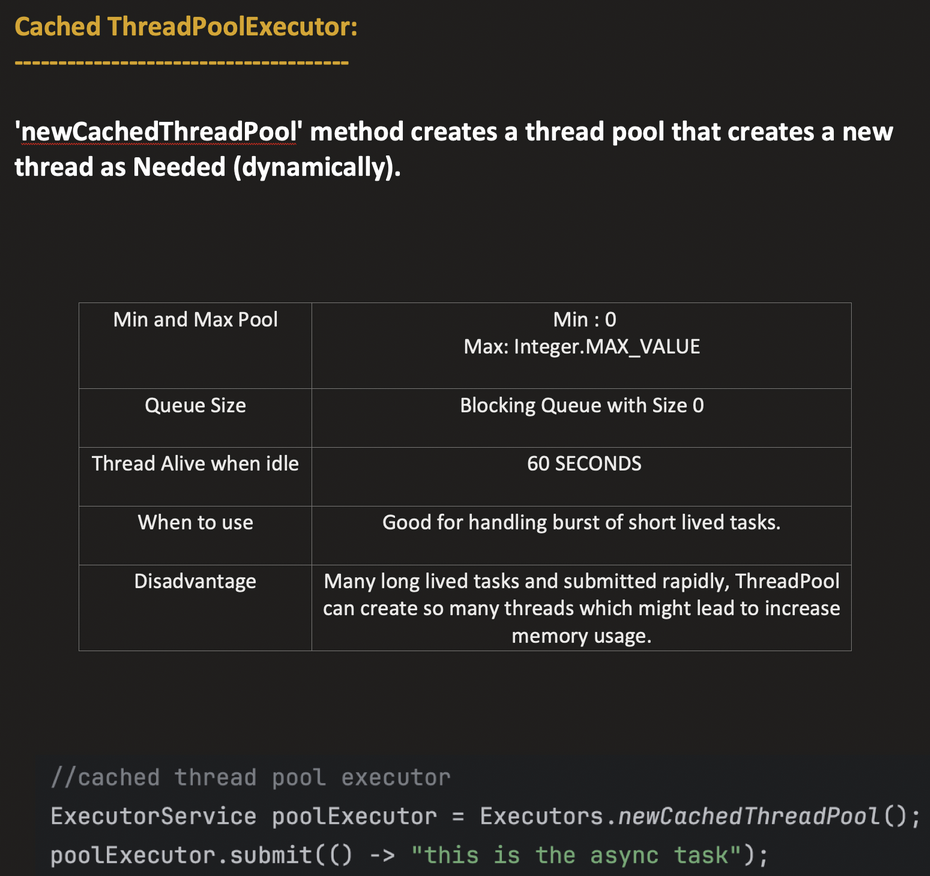 Cached ThreadPoolExecutor:
--------------------------------------
'newCachedThreadPool' method creates a thread pool that creates a new
thread as Needed (dynamically).
Min and Max Pool
Min : 0
Max: Integer.MAX_VALUE
Queue Size
Blocking Queue with Size 0
Thread Alive when idle
60 SECONDS
When to use
Good for handling burst of short lived tasks.
Disadvantage
Many long lived tasks and submitted rapidly, ThreadPool
can create so many threads which might lead to increase
memory usage.
//cached thread pool executor
ExecutorService poolExecutor = Executors.newCachedThreadPool();
poolExecutor.submit(() -> "this is the async task");